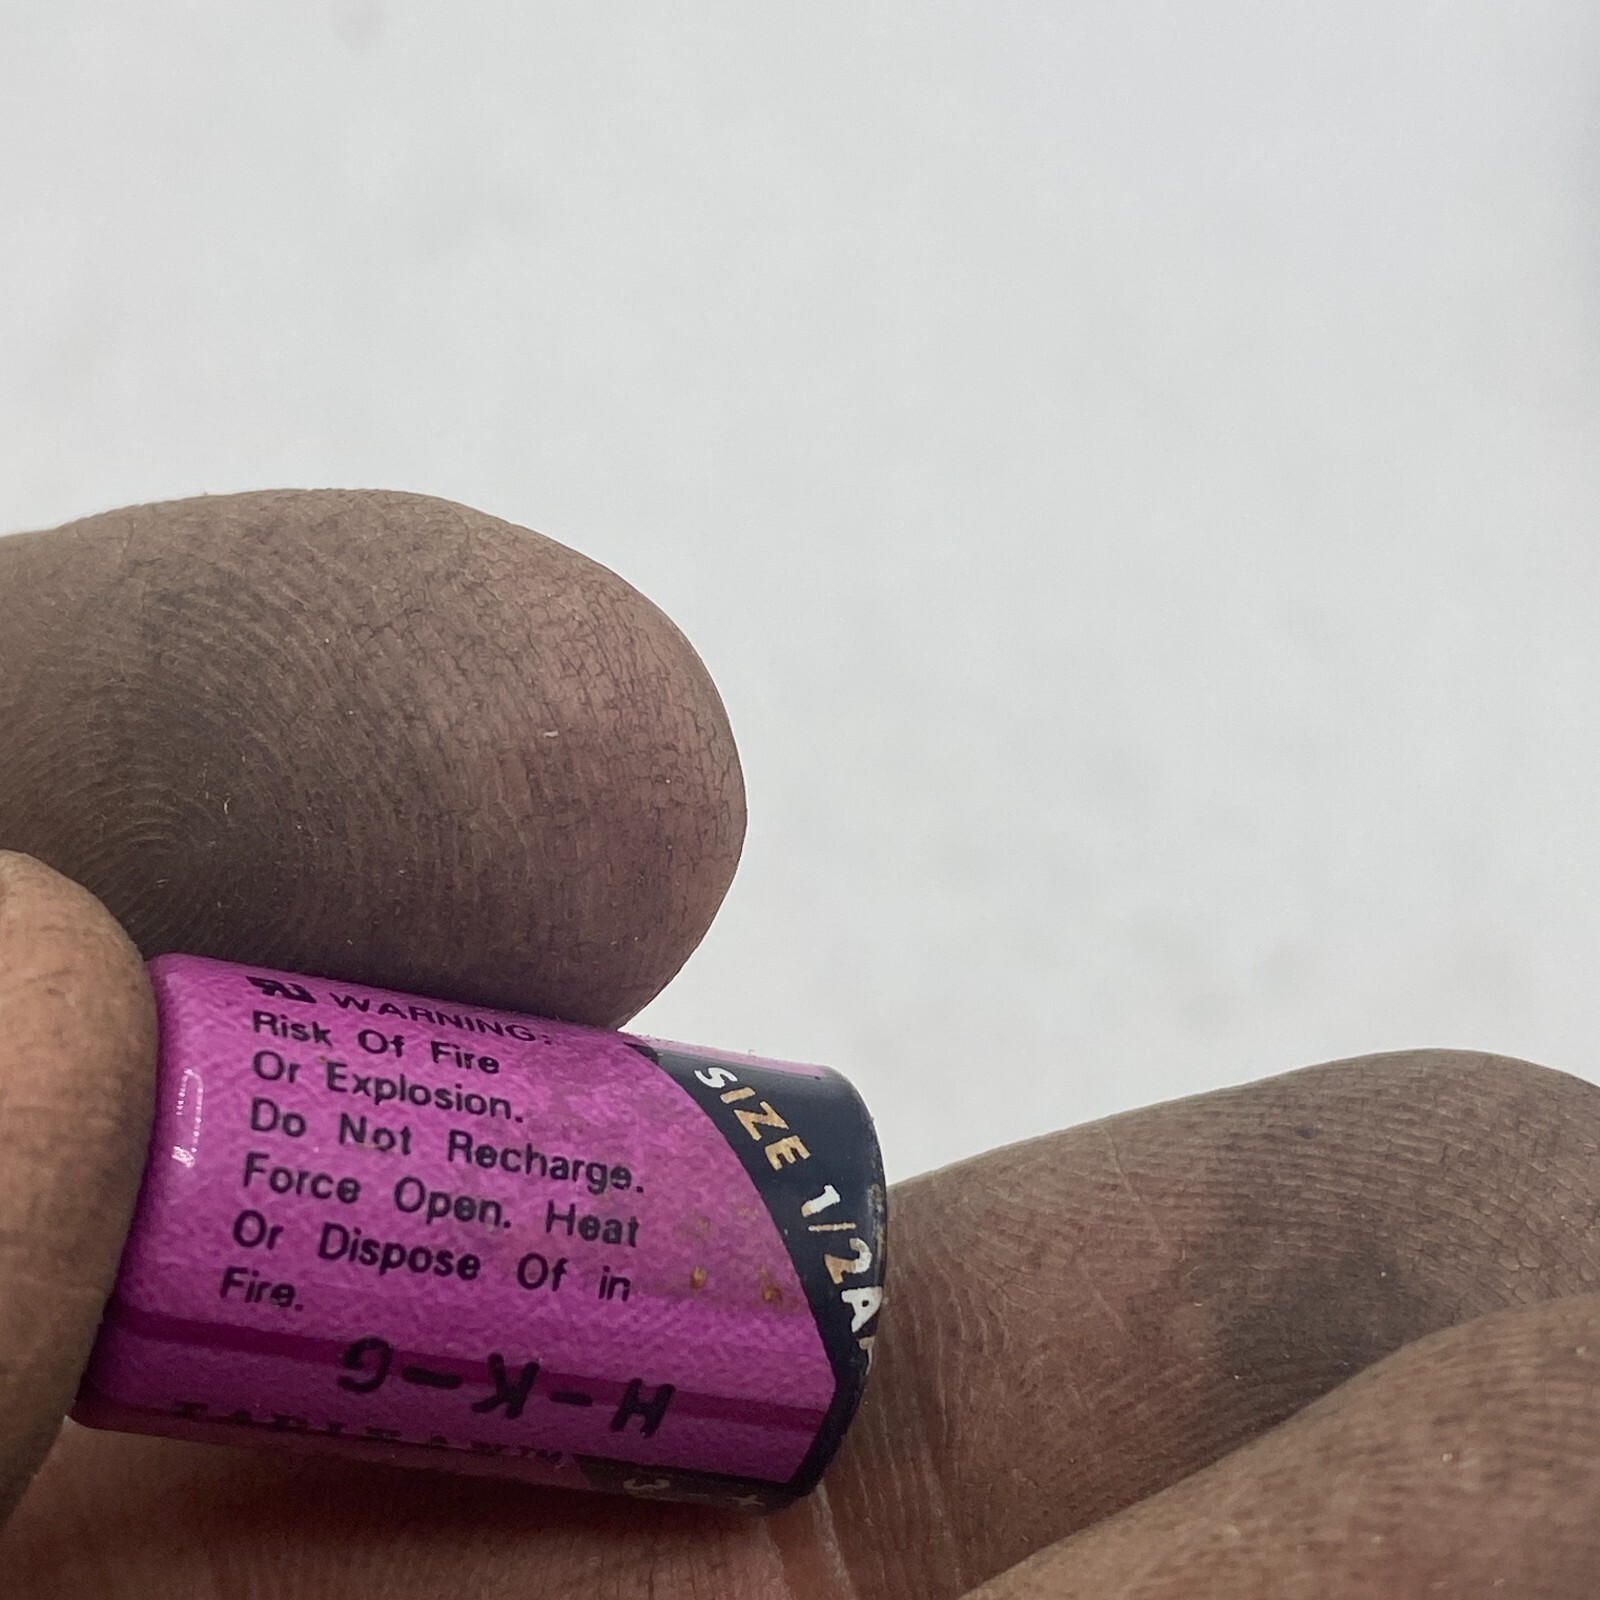 WARNING:
Risk Of Fire
Or Explosion.
Do Not Recharge.
Force Open. Heat
Or Dispose Of in
Fire.
SIZE 1/2A
H-K-G